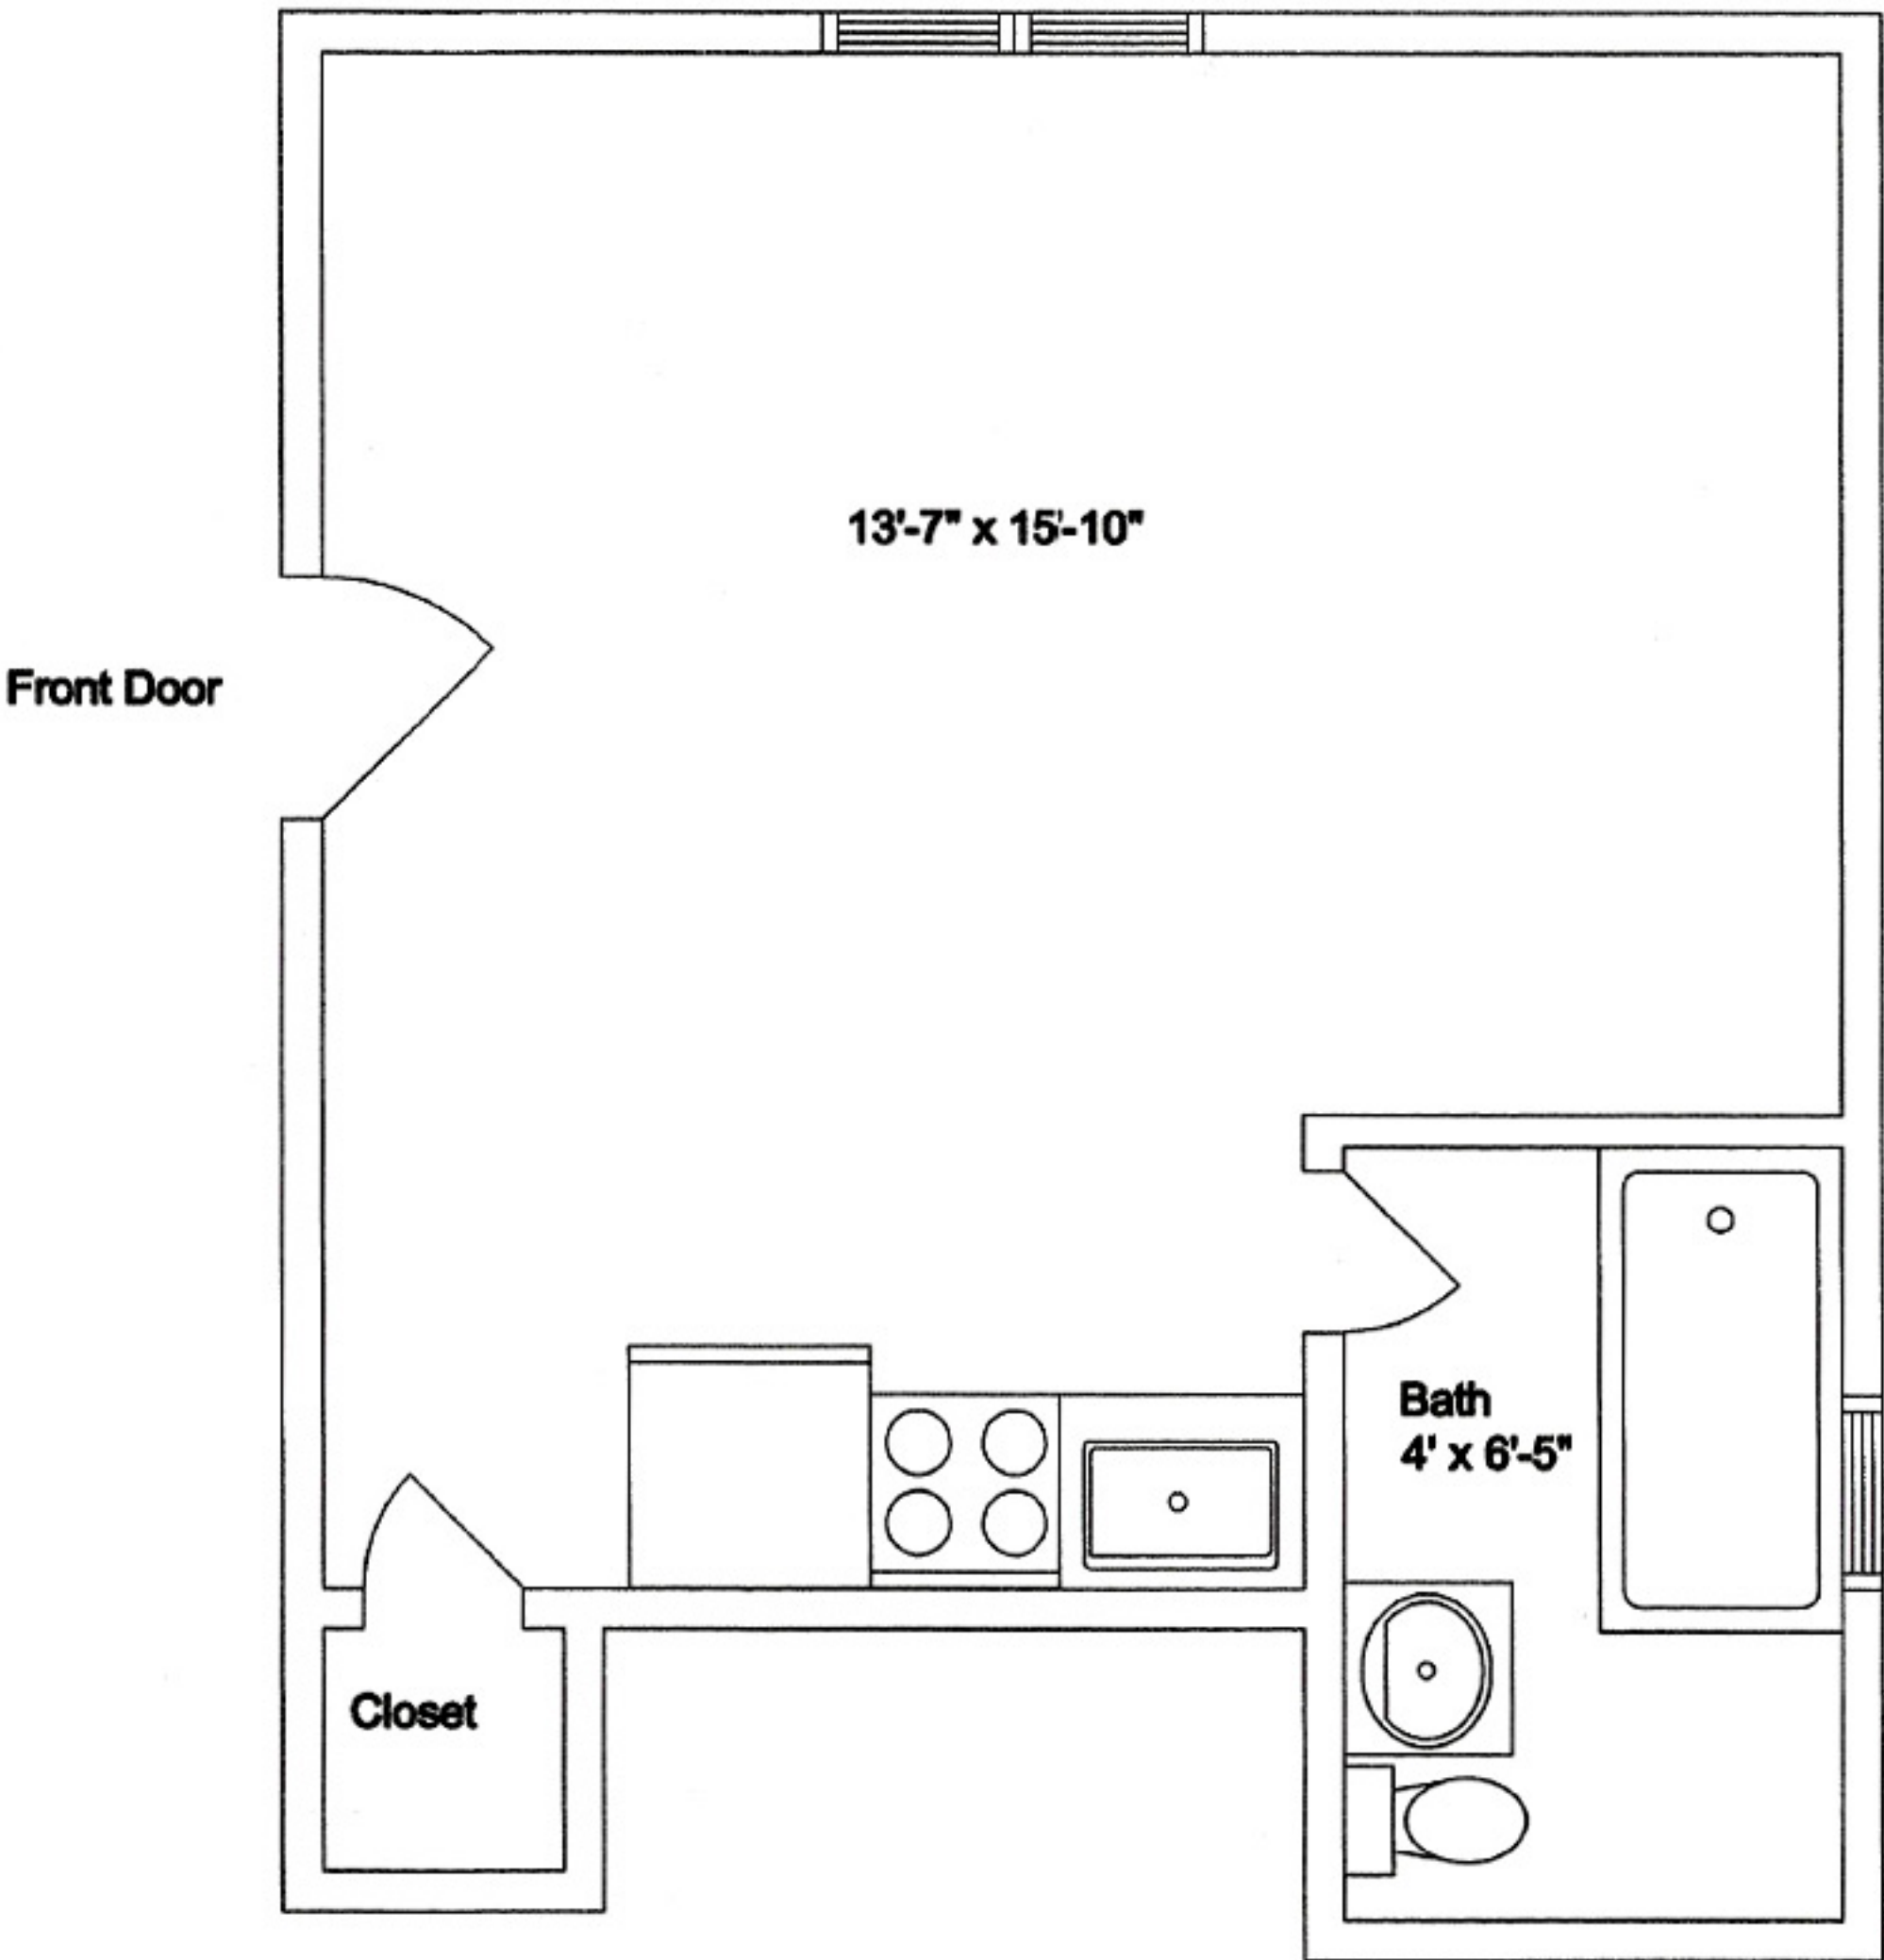 13'-7" x 15'-10"
Front Door
Bath
4' x 6'-5"
Closet